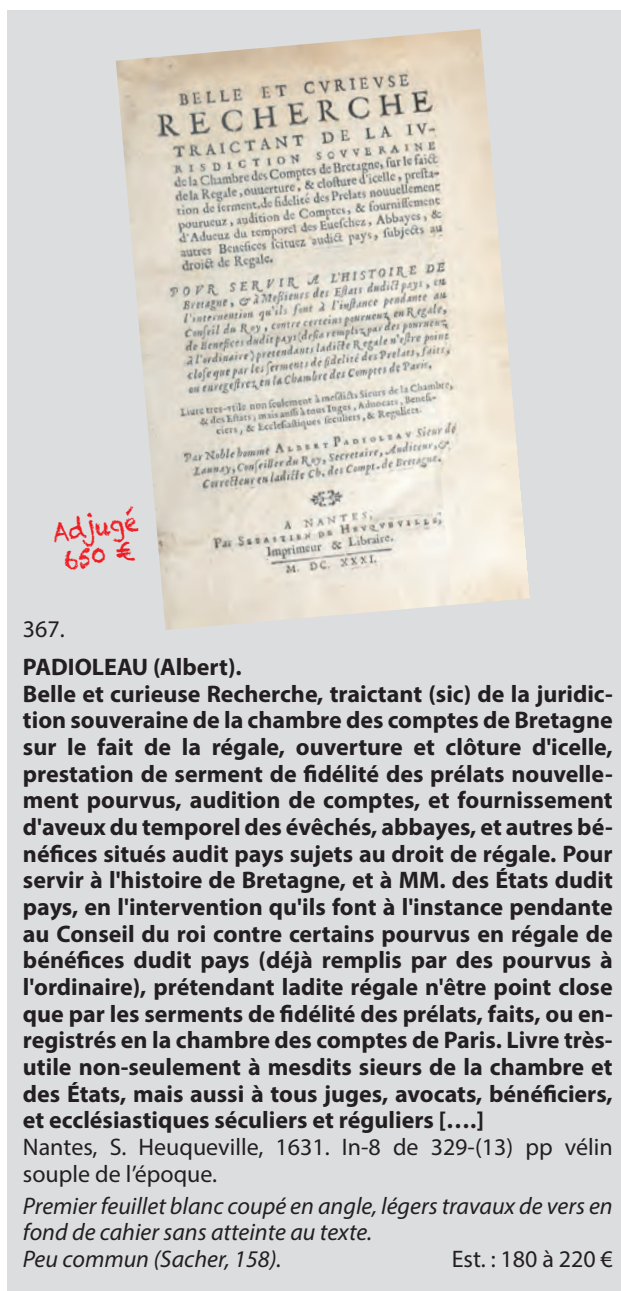 BELLE ET CVRIEVSE
RECHERCHE
TRAICTANT DE LA IV-
RISDICTION SOVVERAINE
de la Chambre des Comptes de Bretagne, sur le faict
de la Regale, ouuerture, & closture d'icelle, presta-
tion de serment, de fidelité des Prelats nouuellement
pourueuz, audition de Comptes, & fournissement
d'Adueuz du temporel des Eueschez, Abbayes, &
autres Benefices scituez audict pays, subjects au
droict de Regale.
POVR SERVIR A L'HISTOIRE DE
Bretagne, & à Messieurs des Estats dudict pays, en
l'interuention qu'ils font à l'instance pendante au
Conseil du Roy, contre certains pourueuz en Regale,
de Benefices dudit pays (desia remplis par des pourueuz
à l'ordinaire) pretendants ladicte Regale n'estre point
close que par les serments de fidelité des Prelats, faits,
ou enregestrez en la Chambre des Comptes de Paris.
Liure tres-vtile non seulement à mesdicts Sieurs de la Chambre,
& des Estats, mais aussi à tous Iuges, Aduocats, Benefi-
ciers, & Ecclesiastiques seculiers, & Reguliers.
Par Noble homme ALBERT PADIOLEAV Sieur de
Launay, Conseiller du Roy, Secretaire, Auditeur, &
Correcteur en ladicte Ch. des Compt. de Bretagne.
A NANTES,
Par SEBASTIEN DE HEVQVEVILLE,
Imprimeur & Libraire.
M. DC. XXXI.
Adjugé
650 €
367.
PADIOLEAU (Albert).
Belle et curieuse Recherche, traictant (sic) de la juridic-
tion souveraine de la chambre des comptes de Bretagne
sur le fait de la régale, ouverture et clôture d'icelle,
prestation de serment de fidélité des prélats nouvelle-
ment pourvus, audition de comptes, et fournissement
d'aveux du temporel des évêchés, abbayes, et autres bé-
néfices situés audit pays sujets au droit de régale. Pour
servir à l'histoire de Bretagne, et à MM. des États dudit
pays, en l'intervention qu'ils font à l'instance pendante
au Conseil du roi contre certains pourvus en régale de
bénéfices dudit pays (déjà remplis par des pourvus à
l'ordinaire), prétendant ladite régale n'être point close
que par les serments de fidélité des prélats, faits, ou en-
registrés en la chambre des comptes de Paris. Livre très-
utile non-seulement à mesdits sieurs de la chambre et
des États, mais aussi à tous juges, avocats, bénéficiers,
et ecclésiastiques séculiers et réguliers [….]
Nantes, S. Heuqueville, 1631. In-8 de 329-(13) pp vélin
souple de l'époque.
Premier feuillet blanc coupé en angle, légers travaux de vers en
fond de cahier sans atteinte au texte.
Peu commun (Sacher, 158). Est. : 180 à 220 €